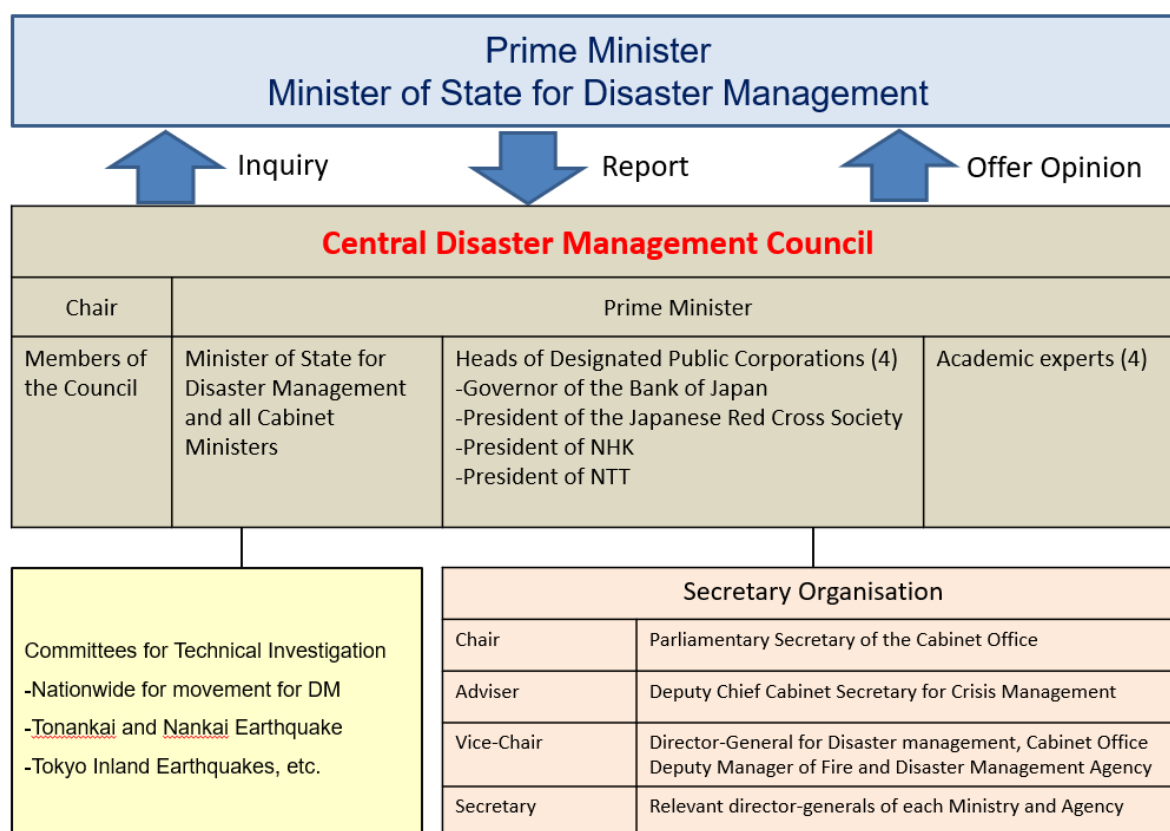 Prime Minister
Minister of State for Disaster Management
Inquiry
Report
Offer Opinion
Central Disaster Management Council
Chair
Prime Minister
Members of
the Council
Minister of State for
Disaster Management
and all Cabinet
Ministers
Heads of Designated Public Corporations (4)
-Governor of the Bank of Japan
-President of the Japanese Red Cross Society
-President of NHK
-President of NTT
Academic experts (4)
Committees for Technical Investigation
-Nationwide for movement for DM
-Tonankai and Nankai Earthquake
-Tokyo Inland Earthquakes, etc.
Secretary Organisation
Chair
Parliamentary Secretary of the Cabinet Office
Adviser
Deputy Chief Cabinet Secretary for Crisis Management
Vice-Chair
Director-General for Disaster management, Cabinet Office
Deputy Manager of Fire and Disaster Management Agency
Secretary
Relevant director-generals of each Ministry and Agency